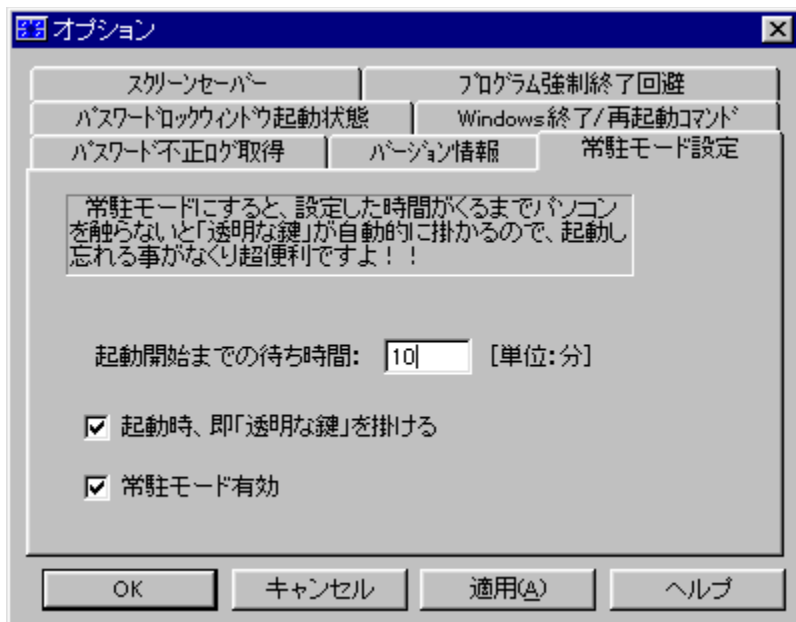 オプション
スクリーンセーバー
プログラム強制終了回避
パスワードロックウィンドウ起動状態
Windows終了/再起動コマンド
パスワード不正ログ取得
バージョン情報
常駐モード設定
常駐モードにすると、設定した時間がくるまでパソコン
を触らないと「透明な鍵」が自動的に掛かるので、起動し
忘れる事がなくり超便利ですよ！！
起動開始までの待ち時間: 10 [単位:分]
起動時、即「透明な鍵」を掛ける
常駐モード有効
OK
キャンセル
適用(A)
ヘルプ